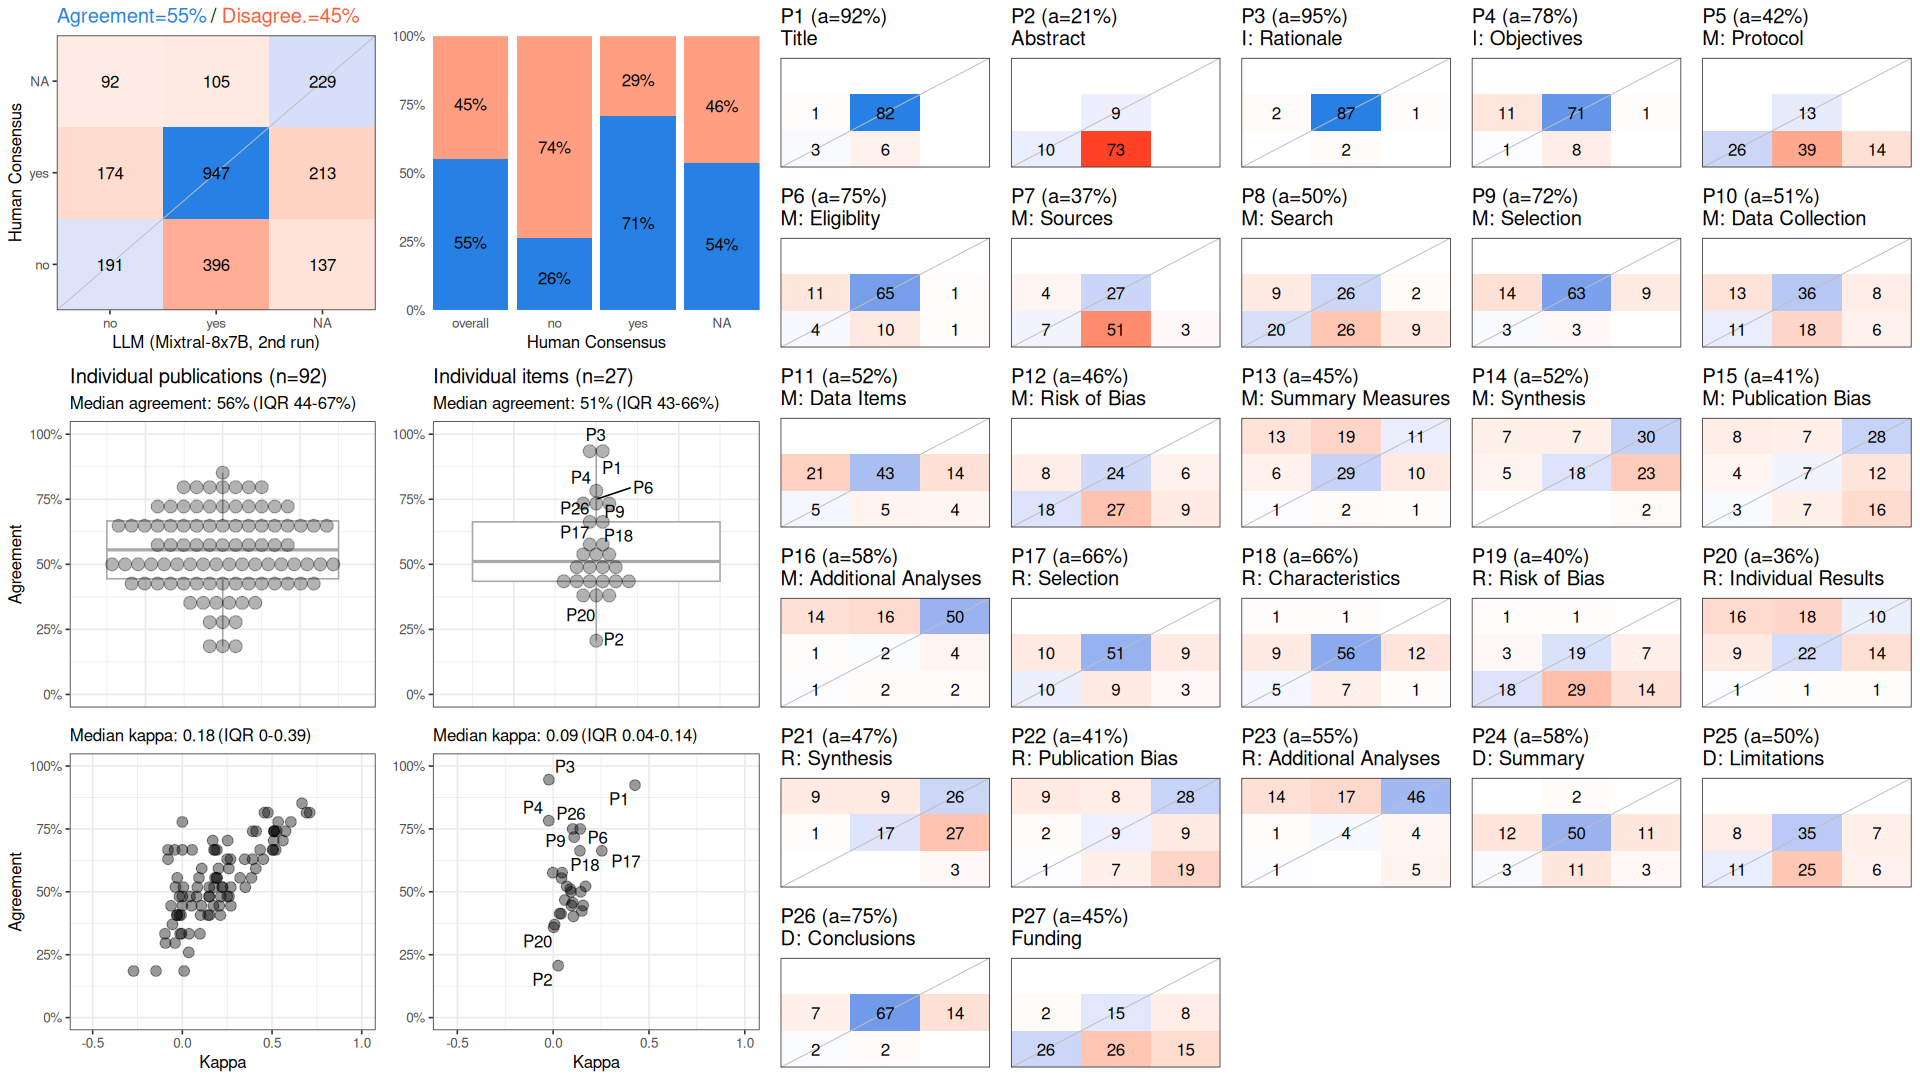 Agreement=55% / Disagree.=45%
Human Consensus
NA
yes
no
92 105 229
174 947 213
191 396 137
no yes NA
LLM (Mixtral-8x7B, 2nd run)
100%
75%
50%
25%
0%
45% 74% 29% 46%
55% 26% 71% 54%
overall no yes NA
Human Consensus
Individual publications (n=92)
Median agreement: 56% (IQR 44-67%)
Agreement
100%
75%
50%
25%
0%
Individual items (n=27)
Median agreement: 51% (IQR 43-66%)
100%
75%
50%
25%
0%
P3
P1
P4
P6
P26
P9
P17
P18
P20
P2
Median kappa: 0.18 (IQR 0-0.39)
Agreement
100%
75%
50%
25%
0%
-0.5 0.0 0.5 1.0
Kappa
Median kappa: 0.09 (IQR 0.04-0.14)
100%
75%
50%
25%
0%
P3
P1
P4
P26
P9
P6
P18
P17
P20
P2
-0.5 0.0 0.5 1.0
Kappa
P1 (a=92%)
Title
1 82
3 6
P2 (a=21%)
Abstract
9
10 73
P3 (a=95%)
I: Rationale
2 87 1
2
P4 (a=78%)
I: Objectives
11 71 1
1 8
P5 (a=42%)
M: Protocol
13
26 39 14
P6 (a=75%)
M: Eligiblity
11 65 1
4 10 1
P7 (a=37%)
M: Sources
4 27
7 51 3
P8 (a=50%)
M: Search
9 26 2
20 26 9
P9 (a=72%)
M: Selection
14 63 9
3 3
P10 (a=51%)
M: Data Collection
13 36 8
11 18 6
P11 (a=52%)
M: Data Items
21 43 14
5 5 4
P12 (a=46%)
M: Risk of Bias
8 24 6
18 27 9
P13 (a=45%)
M: Summary Measures
13 19 11
6 29 10
1 2 1
P14 (a=52%)
M: Synthesis
7 7 30
5 18 23
2
P15 (a=41%)
M: Publication Bias
8 7 28
4 7 12
3 7 16
P16 (a=58%)
M: Additional Analyses
14 16 50
1 2 4
1 2 2
P17 (a=66%)
R: Selection
10 51 9
10 9 3
P18 (a=66%)
R: Characteristics
1 1
9 56 12
5 7 1
P19 (a=40%)
R: Risk of Bias
1 1
3 19 7
18 29 14
P20 (a=36%)
R: Individual Results
16 18 10
9 22 14
1 1 1
P21 (a=47%)
R: Synthesis
9 9 26
1 17 27
3
P22 (a=41%)
R: Publication Bias
9 8 28
2 9 9
1 7 19
P23 (a=55%)
R: Additional Analyses
14 17 46
1 4 4
1 5
P24 (a=58%)
D: Summary
2
12 50 11
3 11 3
P25 (a=50%)
D: Limitations
8 35 7
11 25 6
P26 (a=75%)
D: Conclusions
7 67 14
2 2
P27 (a=45%)
Funding
2 15 8
26 26 15